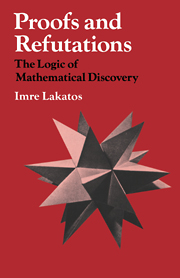 Proofs and Refutations
The Logic of
Mathematical Discovery
Imre Lakatos